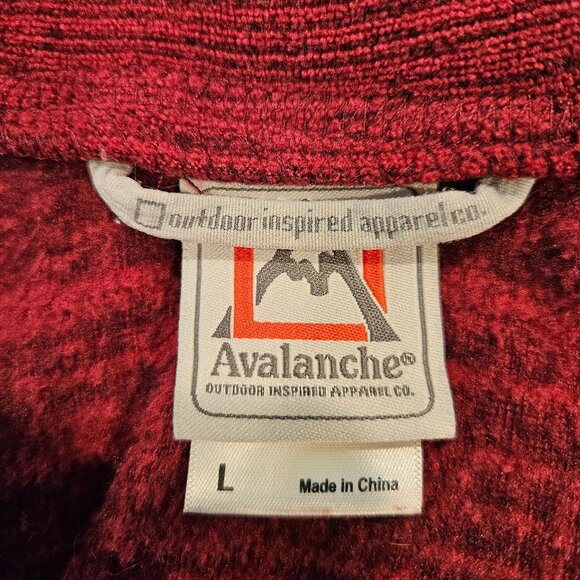 outdoor inspired apparel co.
Avalanche®
OUTDOOR INSPIRED APPAREL CO.
L Made in China